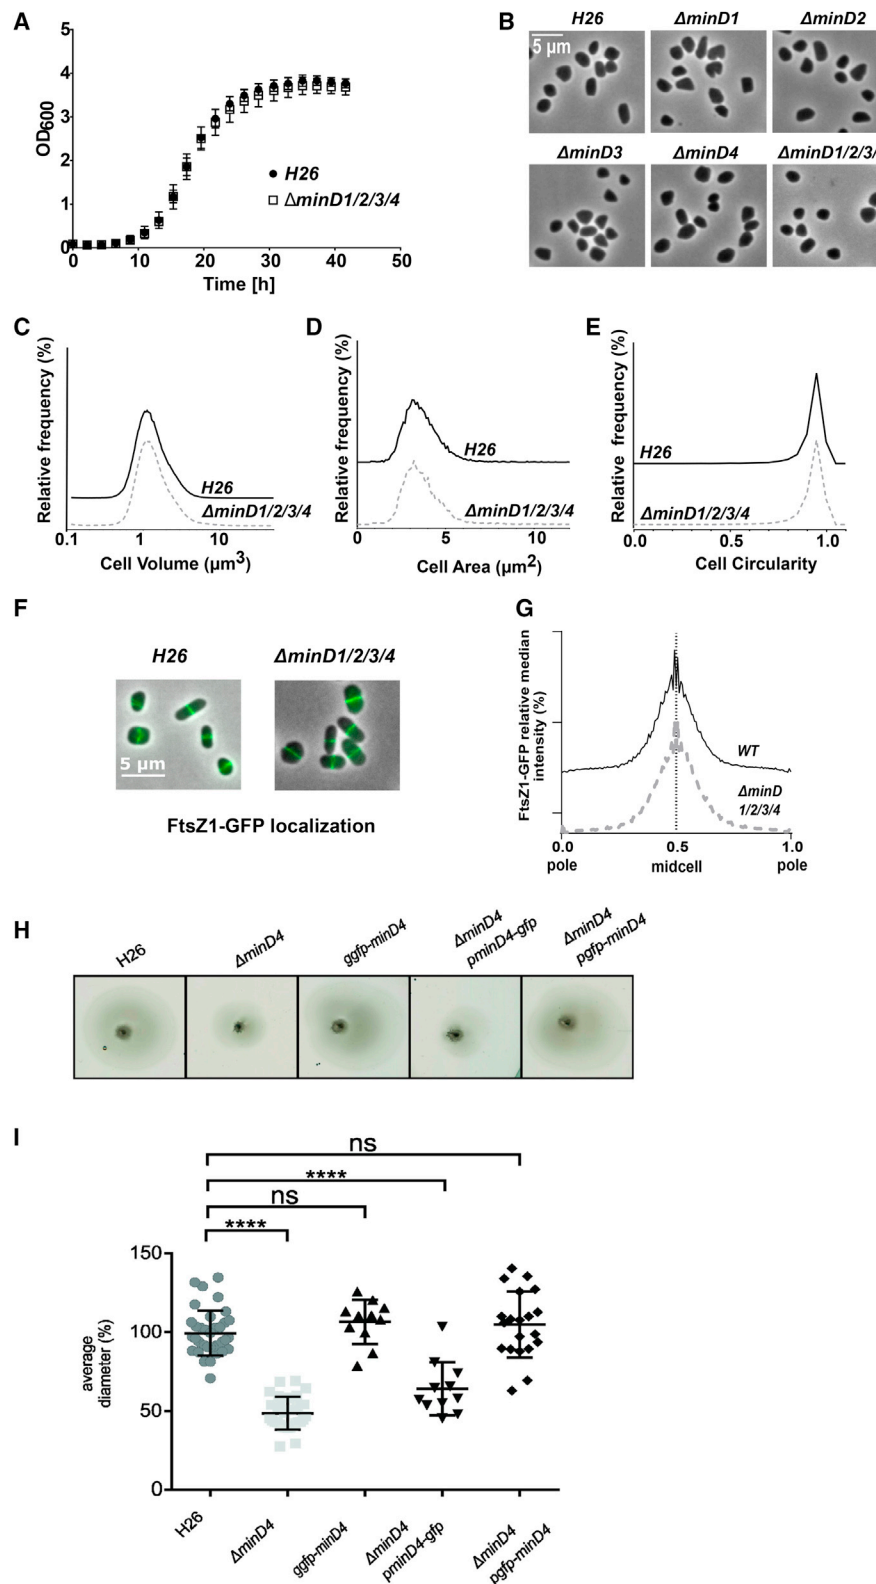 A
5
4
3
2
1
0
OD600
H26
ΔminD1/2/3/4
0 10 20 30 40 50
Time [h]
B
H26 ΔminD1 ΔminD2
5 µm
ΔminD3 ΔminD4 ΔminD1/2/3/
C
Relative frequency (%)
H26
ΔminD1/2/3/4
0.1 1 10
Cell Volume (µm³)
D
Relative frequency (%)
H26
ΔminD1/2/3/4
0 5 10
Cell Area (µm²)
E
Relative frequency (%)
H26
ΔminD1/2/3/4
0.0 0.5 1.0
Cell Circularity
F
H26 ΔminD1/2/3/4
5 µm
FtsZ1-GFP localization
G
FtsZ1-GFP relative median
intensity (%)
WT
ΔminD
1/2/3/4
0.0 0.5 1.0
pole midcell pole
H
H26
ΔminD4
ggfp-minD4
ΔminD4
pminD4-gfp
ΔminD4
pgfp-minD4
I
ns
****
ns
****
150
100
50
0
average
diameter (%)
H26
ΔminD4
ggfp-minD4
ΔminD4
pminD4-gfp
ΔminD4
pgfp-minD4